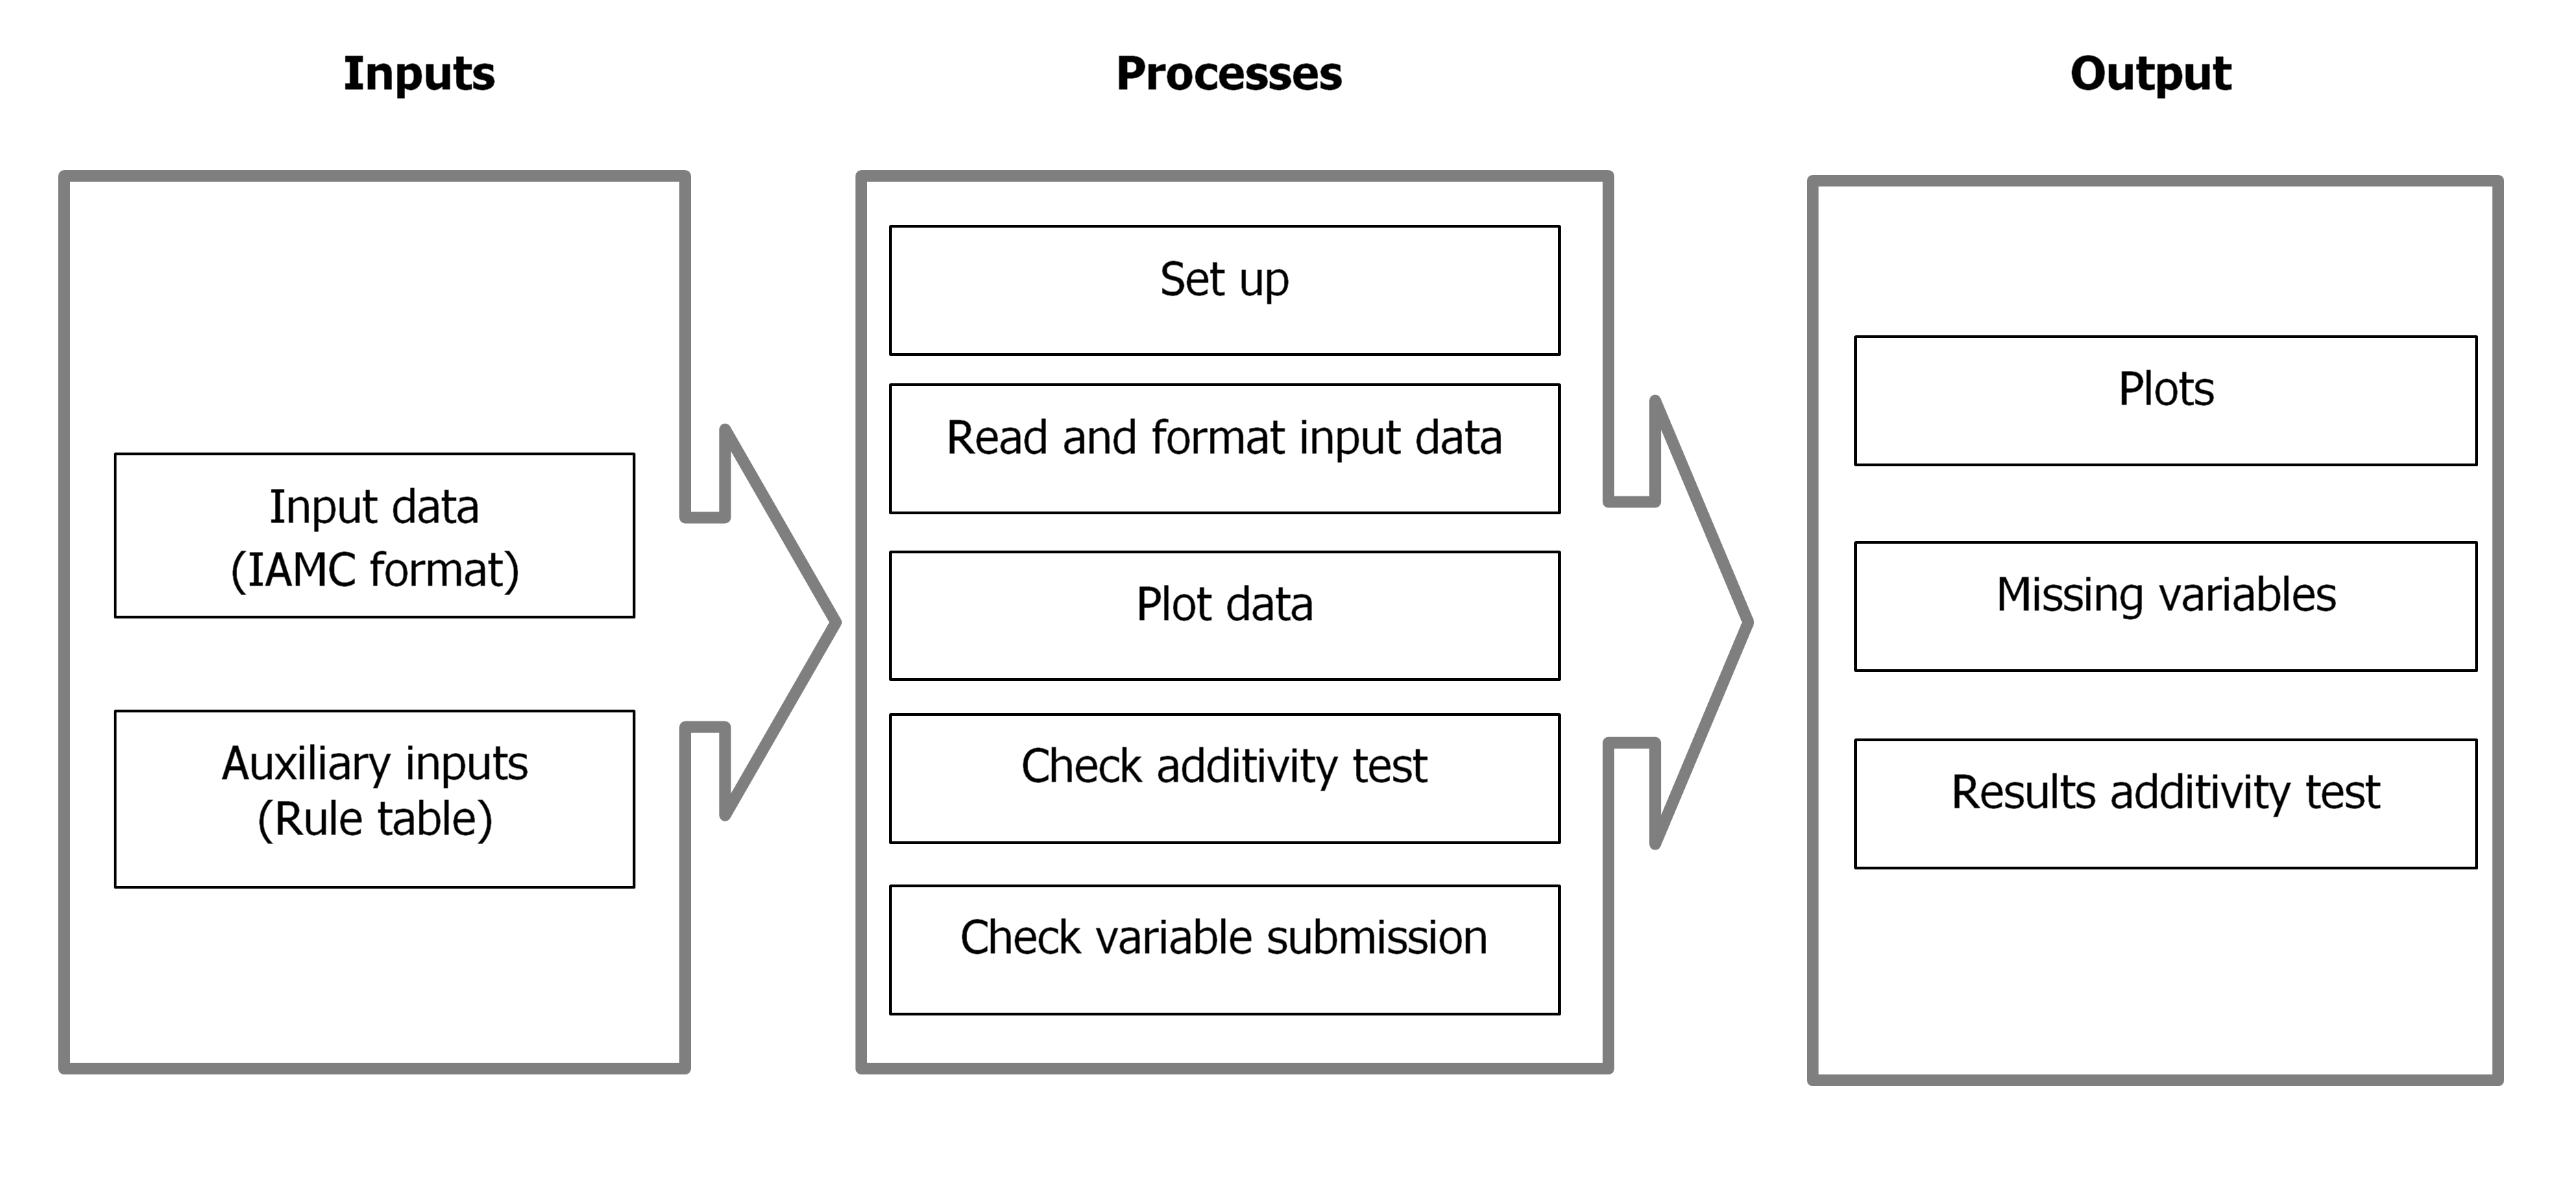 Inputs
Processes
Output
Input data
(IAMC format)
Auxiliary inputs
(Rule table)
Set up
Read and format input data
Plot data
Check additivity test
Check variable submission
Plots
Missing variables
Results additivity test